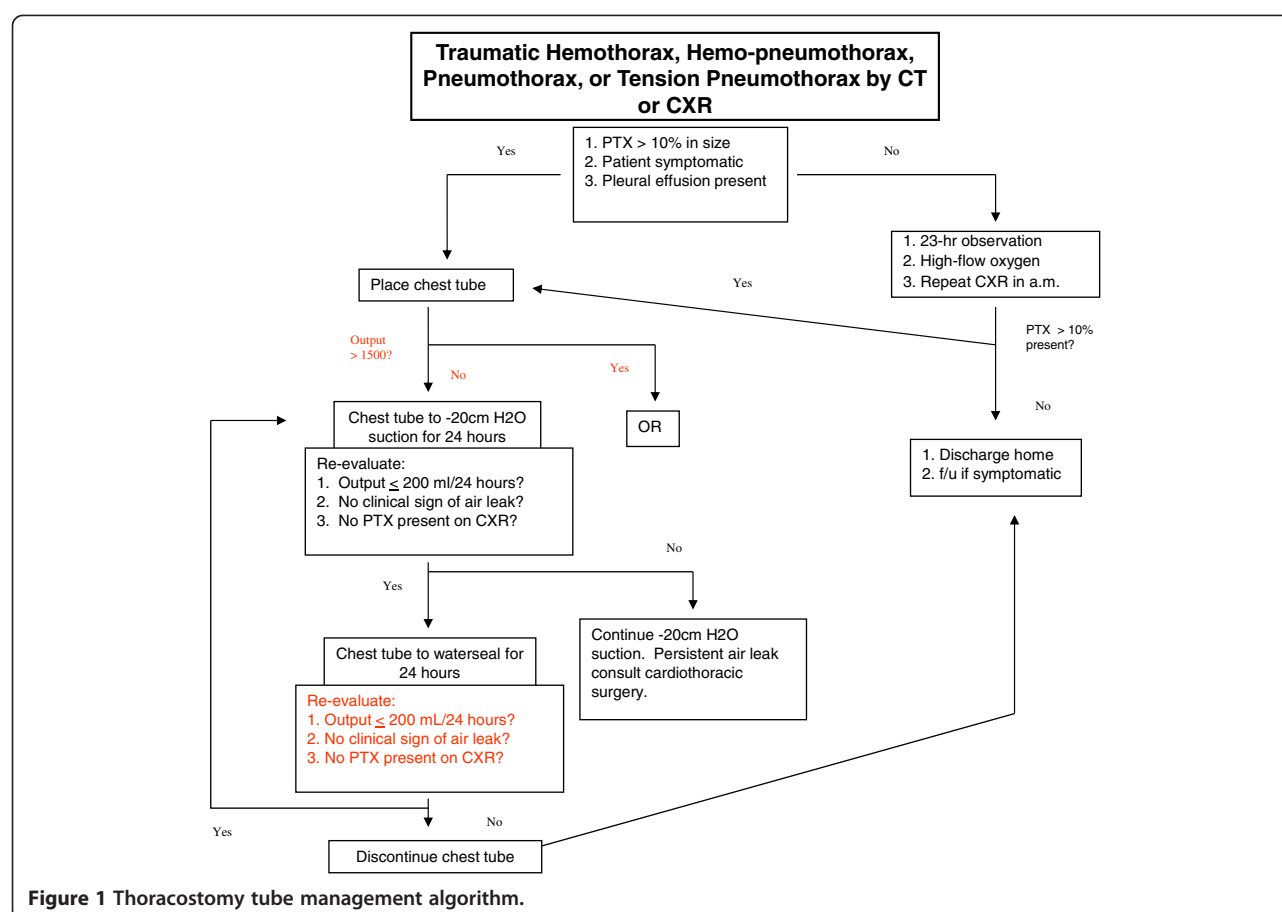 Traumatic Hemothorax, Hemo-pneumothorax,
Pneumothorax, or Tension Pneumothorax by CT
or CXR
1. PTX > 10% in size
2. Patient symptomatic
3. Pleural effusion present
Yes
No
1. 23-hr observation
2. High-flow oxygen
3. Repeat CXR in a.m.
Place chest tube
Yes
PTX > 10%
present?
Output
> 1500?
No
Yes
No
Chest tube to -20cm H2O
suction for 24 hours
OR
Re-evaluate:
1. Output ≤ 200 ml/24 hours?
2. No clinical sign of air leak?
3. No PTX present on CXR?
1. Discharge home
2. f/u if symptomatic
No
Yes
Chest tube to waterseal for
24 hours
Continue -20cm H2O
suction. Persistent air leak
consult cardiothoracic
surgery.
Re-evaluate:
1. Output ≤ 200 mL/24 hours?
2. No clinical sign of air leak?
3. No PTX present on CXR?
Yes
No
Discontinue chest tube
Figure 1 Thoracostomy tube management algorithm.